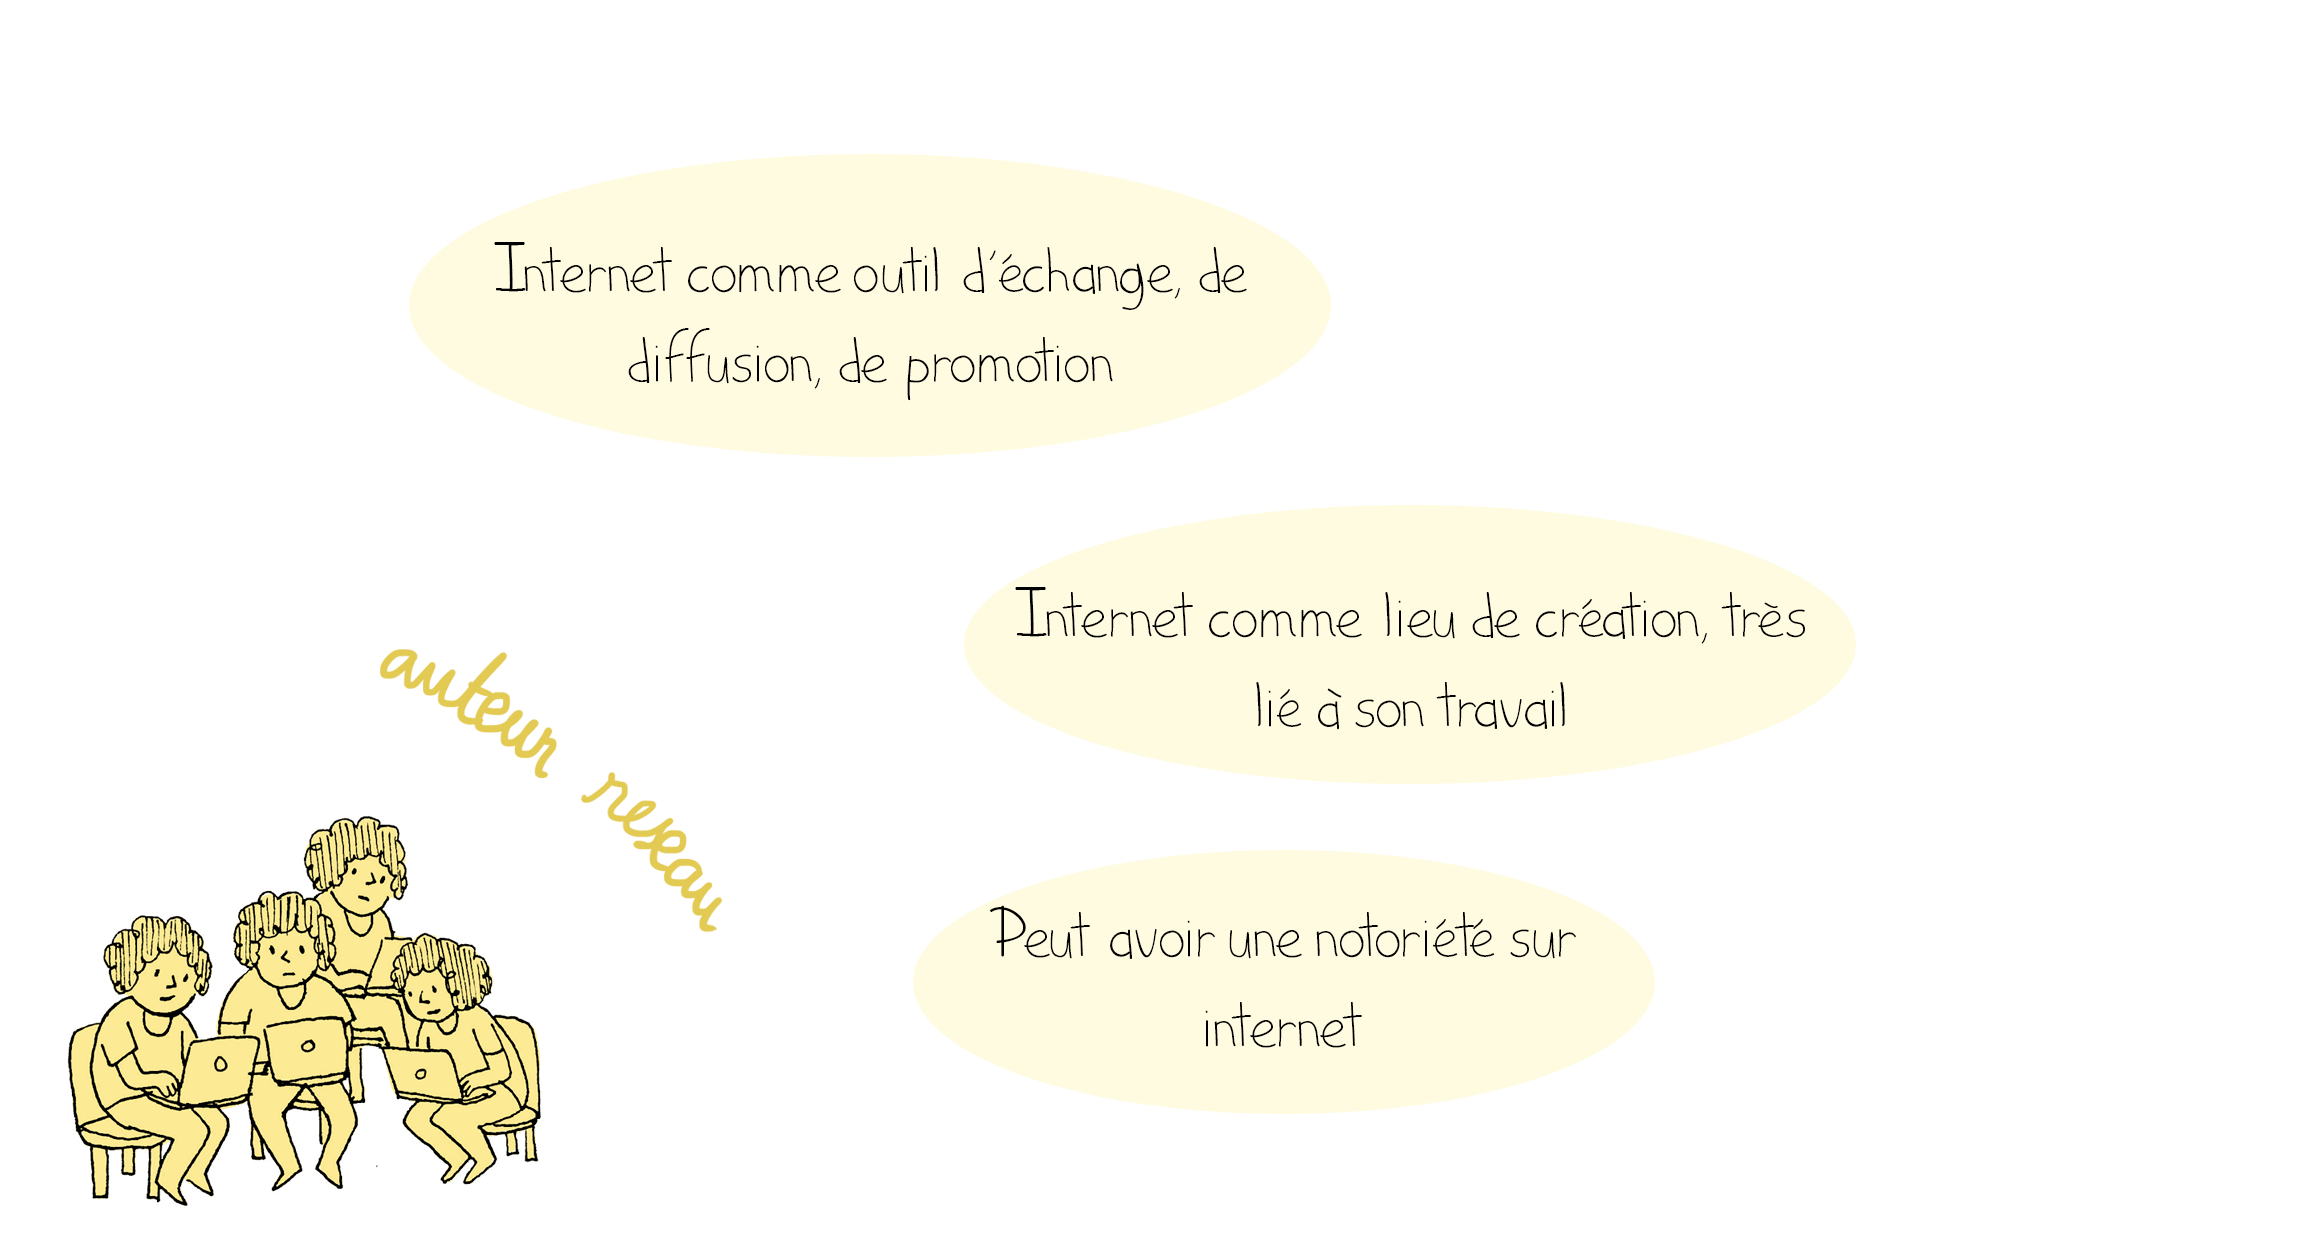 Internet comme outil d'échange, de
diffusion, de promotion
Internet comme lieu de création, très
lié à son travail
auteur reseau
Peut avoir une notoriété sur
internet